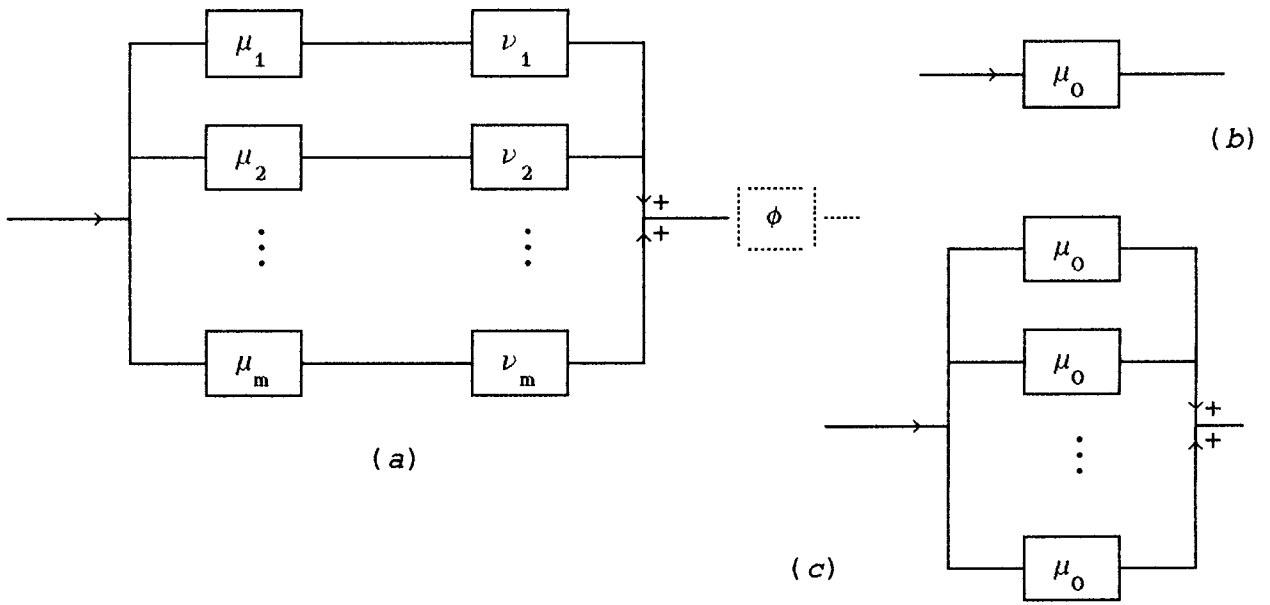 μ₁ ν₁
μ₂ ν₂
+
+
φ
⋮ ⋮
μₘ νₘ
(a)
μ₀
(b)
μ₀
μ₀
+
+
⋮
μ₀
(c)